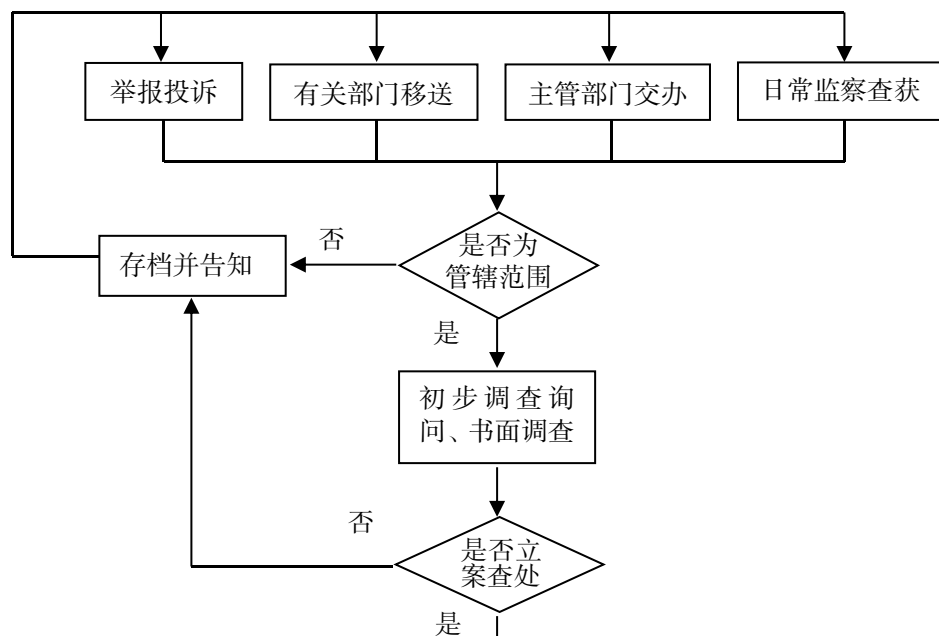 举报投诉
有关部门移送
主管部门交办
日常监察查获
是否为
管辖范围
否
存档并告知
是
初步调查询
问、书面调查
否
是否立
案查处
是